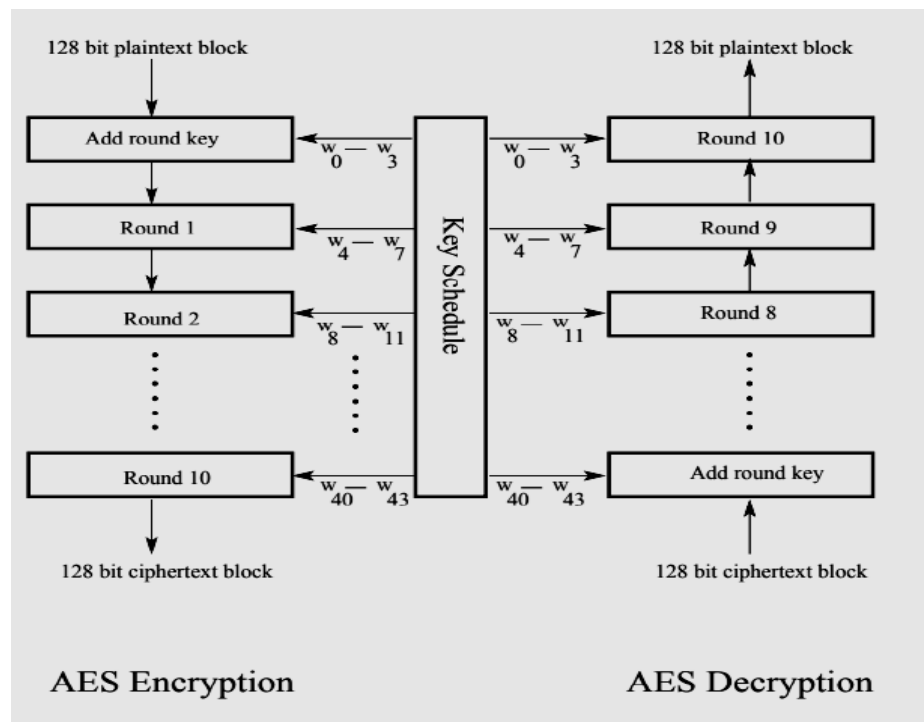 128 bit plaintext block
Add round key
Round 1
Round 2
Round 10
128 bit ciphertext block
AES Encryption
w0 — w3
w4 — w7
w8 — w11
w40 — w43
Key Schedule
w0 — w3
w4 — w7
w8 — w11
w40 — w43
128 bit plaintext block
Round 10
Round 9
Round 8
Add round key
128 bit ciphertext block
AES Decryption